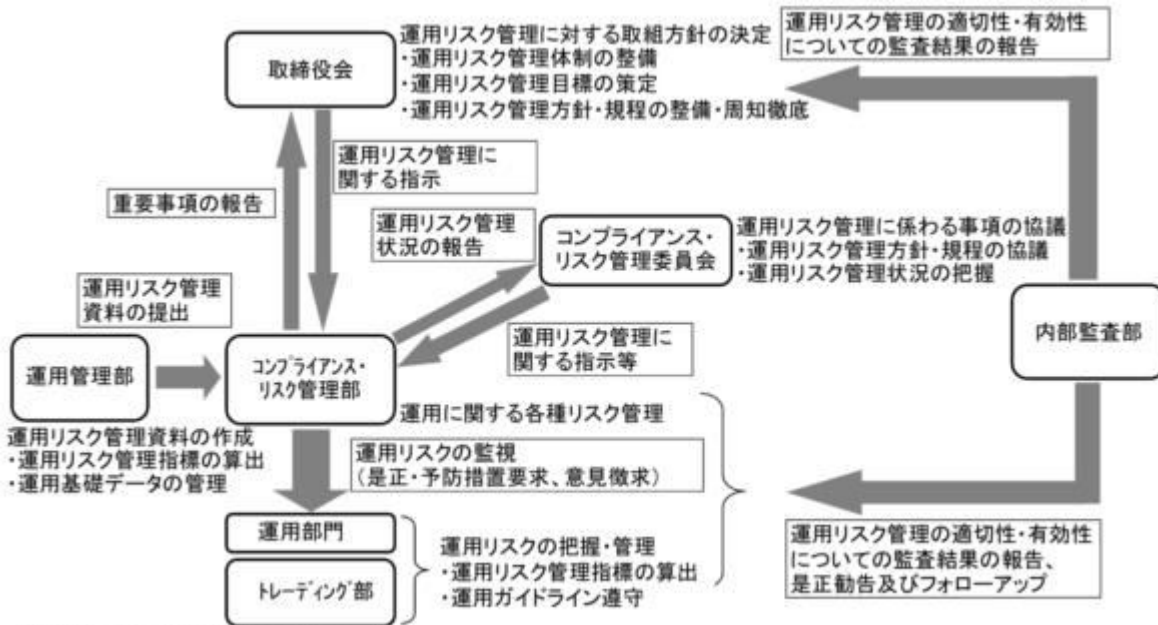 取締役会
運用リスク管理に対する取組方針の決定
・運用リスク管理体制の整備
・運用リスク管理目標の策定
・運用リスク管理方針・規程の整備・周知徹底
運用リスク管理の適切性・有効性
についての監査結果の報告
重要事項の報告
運用リスク管理に
関する指示
運用リスク管理
状況の報告
コンプライアンス・
リスク管理委員会
運用リスク管理に係わる事項の協議
・運用リスク管理方針・規程の協議
・運用リスク管理状況の把握
運用リスク管理
資料の提出
運用リスク管理に
関する指示等
内部監査部
運用管理部
コンプライアンス・
リスク管理部
運用に関する各種リスク管理
運用リスク管理資料の作成
・運用リスク管理指標の算出
・運用基礎データの管理
運用リスクの監視
（是正・予防措置要求、意見徴求）
運用部門
トレーディング部
運用リスクの把握・管理
・運用リスク管理指標の算出
・運用ガイドライン遵守
運用リスク管理の適切性・有効性
についての監査結果の報告、
是正勧告及びフォローアップ